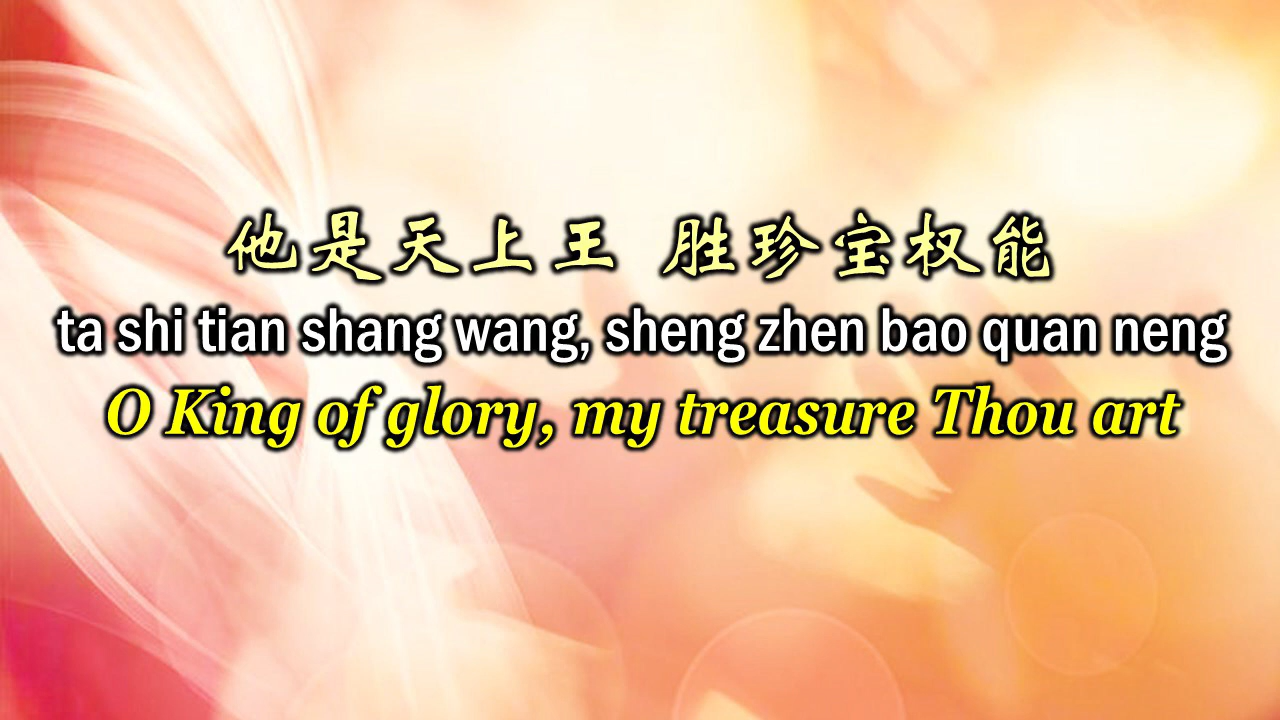 他是天上王 胜珍宝权能
ta shi tian shang wang, sheng zhen bao quan neng
O King of glory, my treasure Thou art